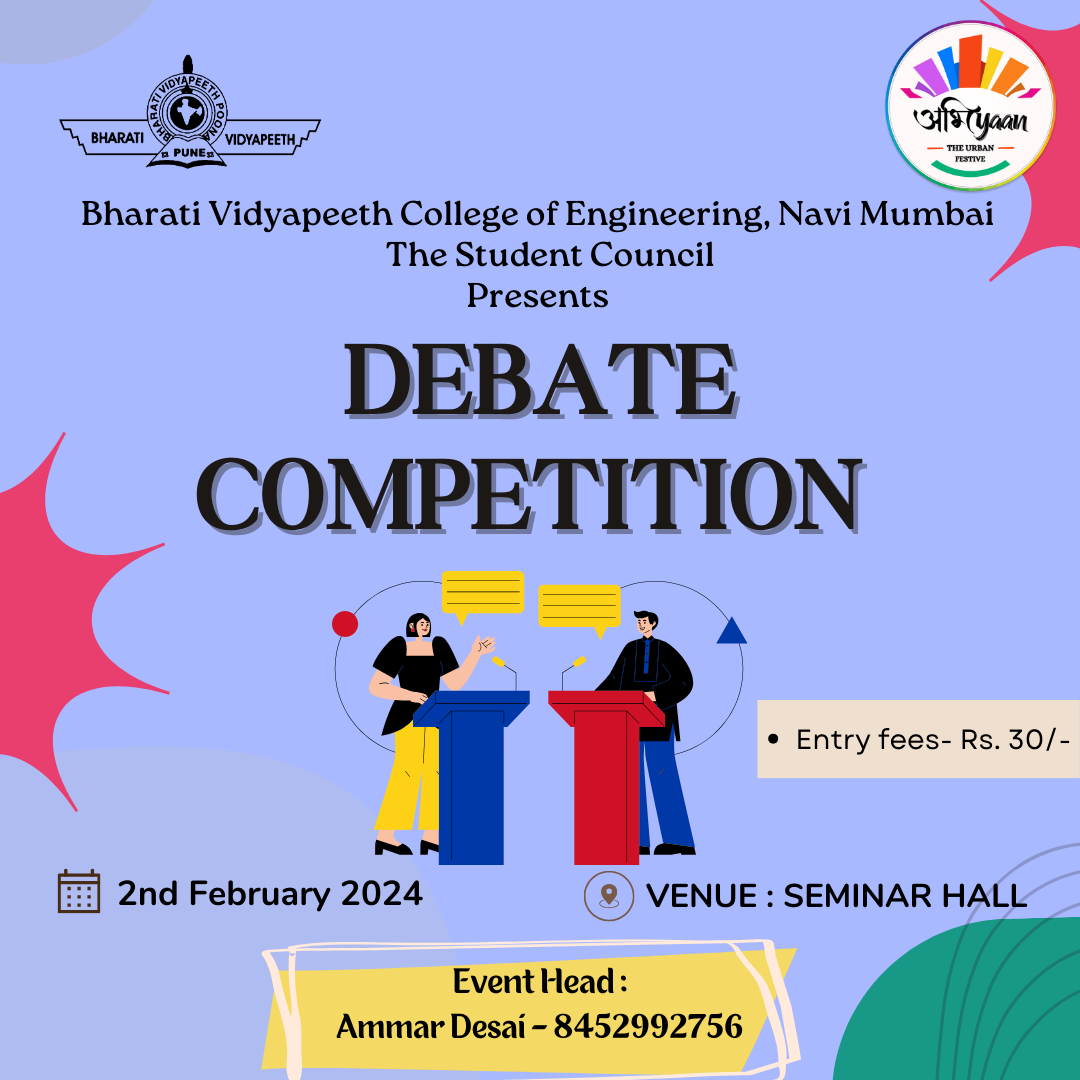 BHARATI VIDYAPEETH POONA
BHARATI
VIDYAPEETH
PUNE
अभिyaan
THE URBAN
FESTIVE
Bharati Vidyapeeth College of Engineering, Navi Mumbai
The Student Council
Presents
DEBATE
COMPETITION
• Entry fees- Rs. 30/-
2nd February 2024
VENUE : SEMINAR HALL
Event Head :
Ammar Desai - 8452992756